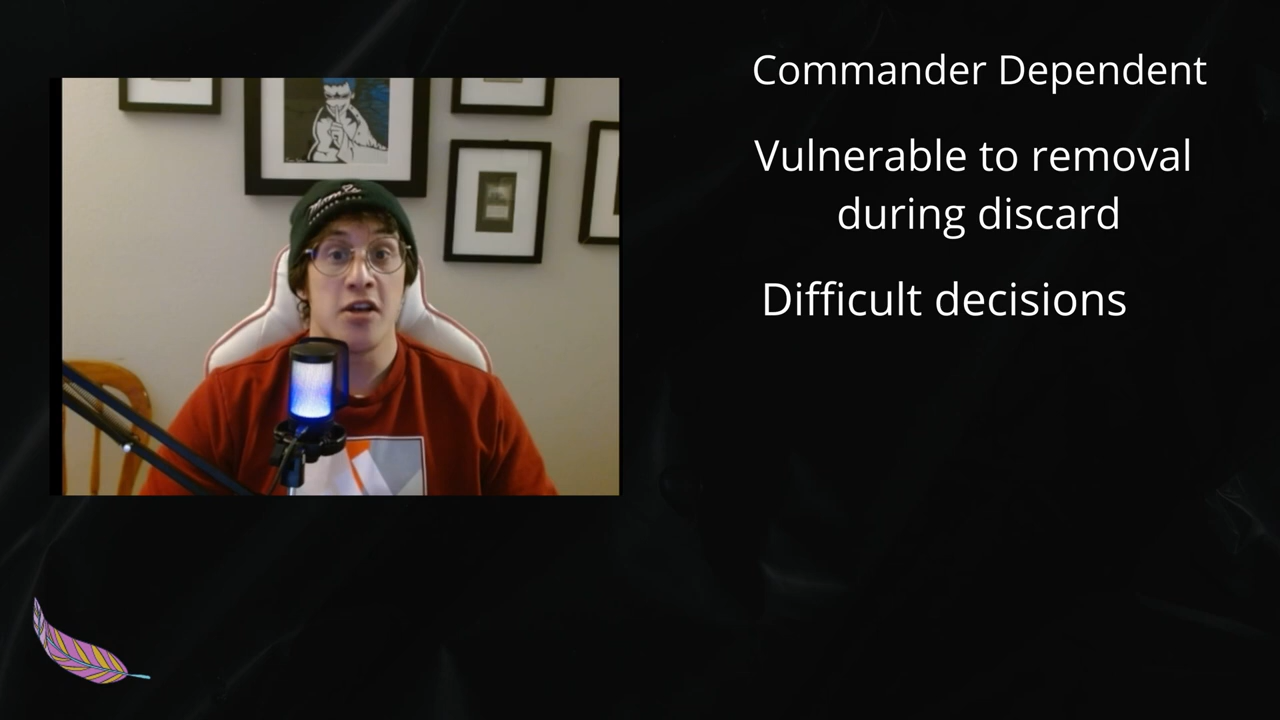 Commander Dependent
Vulnerable to removal
during discard
Difficult decisions